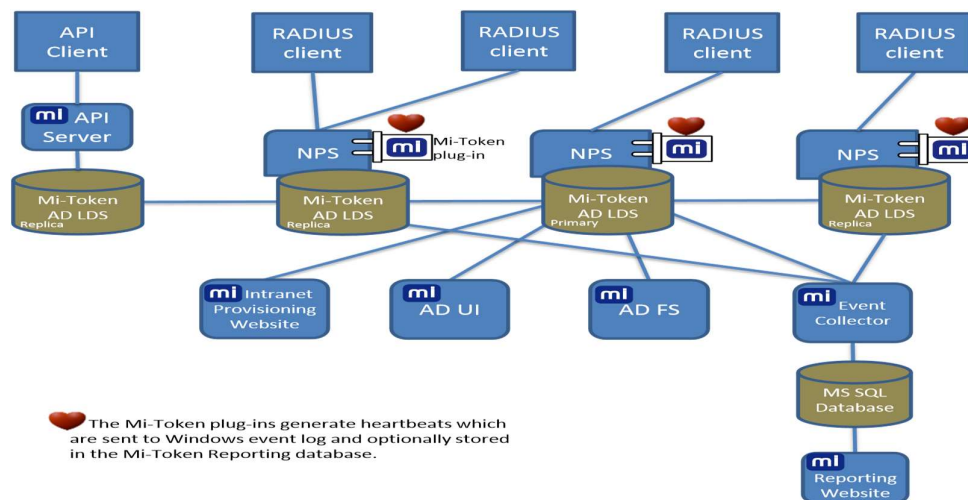 API
Client
RADIUS
client
RADIUS
client
RADIUS
client
RADIUS
client
mi API
Server
NPS
mi
Mi-Token
plug-in
NPS
mi
NPS
mi
Mi-Token
AD LDS
Replica
Mi-Token
AD LDS
Replica
Mi-Token
AD LDS
Primary
Mi-Token
AD LDS
Replica
mi Intranet
Provisioning
Website
mi
AD UI
mi
AD FS
mi Event
Collector
MS SQL
Database
mi
Reporting
Website
The Mi-Token plug-ins generate heartbeats which
are sent to Windows event log and optionally stored
in the Mi-Token Reporting database.